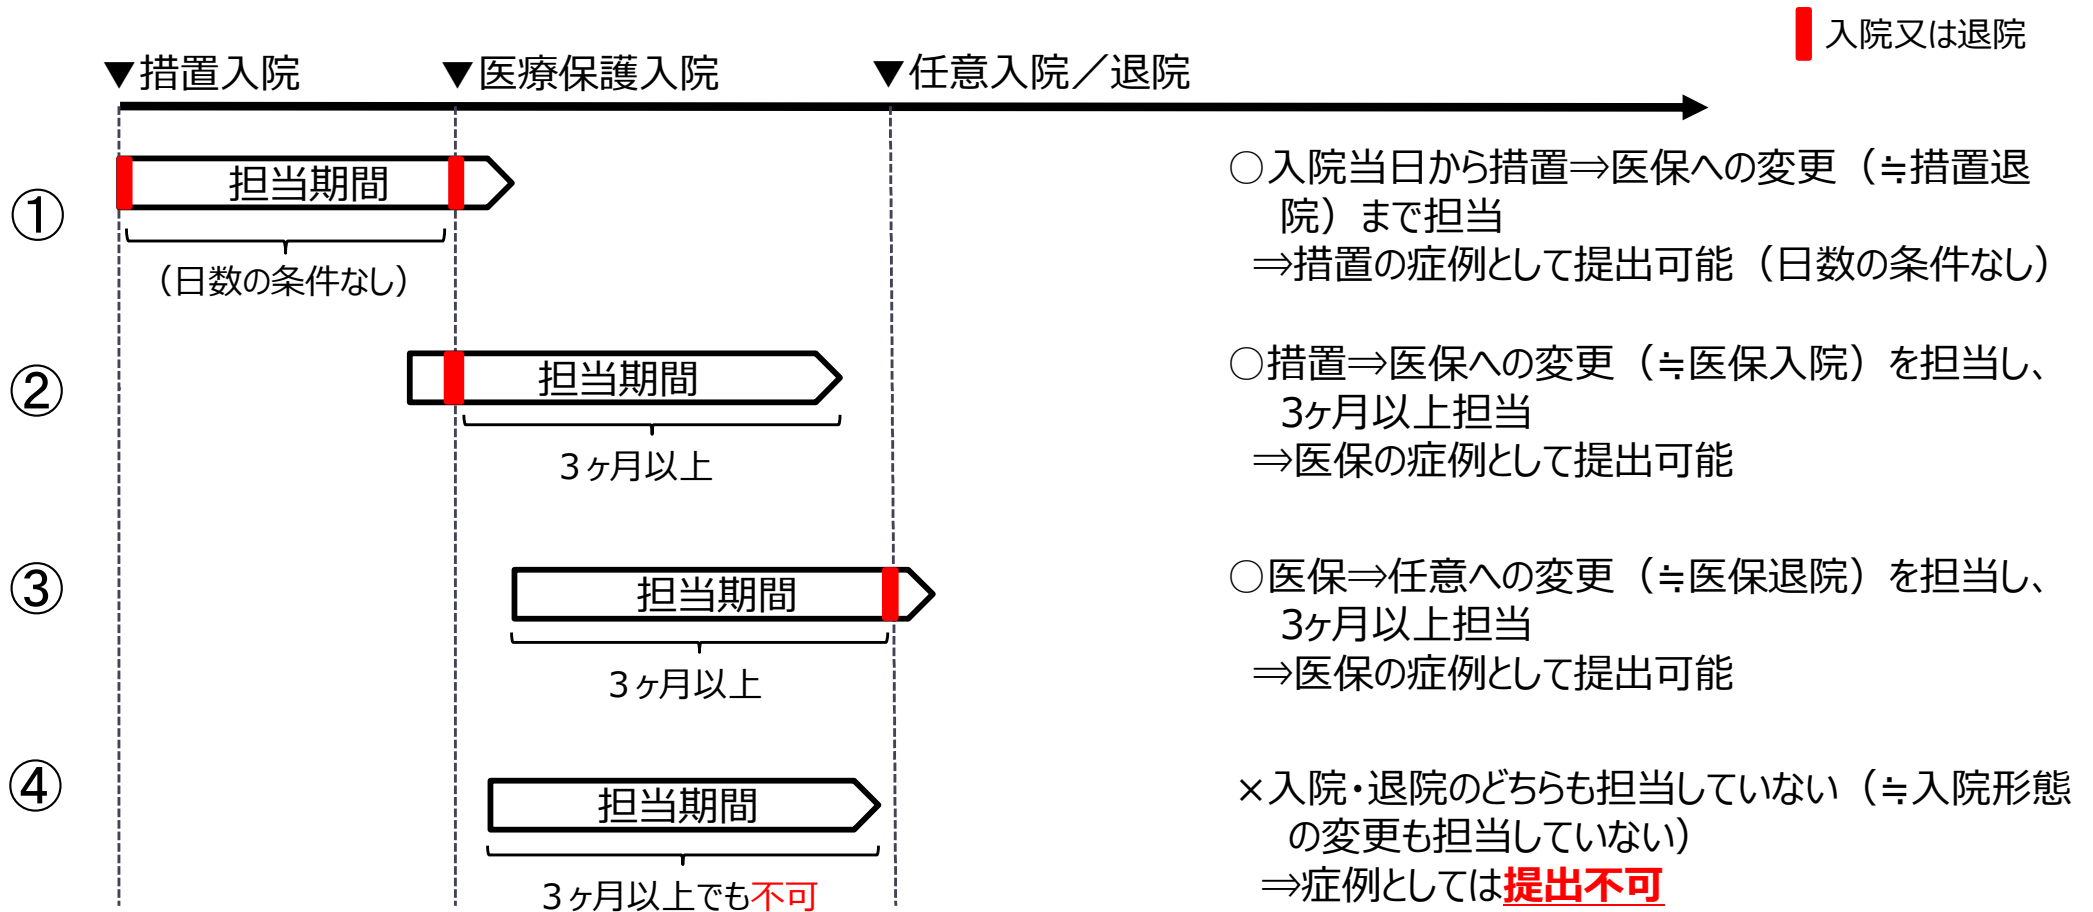 入院又は退院
▼措置入院
▼医療保護入院
▼任意入院／退院
①
担当期間
（日数の条件なし）
○入院当日から措置⇒医保への変更（≒措置退
院）まで担当
⇒措置の症例として提出可能（日数の条件なし）
②
担当期間
3ヶ月以上
○措置⇒医保への変更（≒医保入院）を担当し、
3ヶ月以上担当
⇒医保の症例として提出可能
③
担当期間
3ヶ月以上
○医保⇒任意への変更（≒医保退院）を担当し、
3ヶ月以上担当
⇒医保の症例として提出可能
④
担当期間
3ヶ月以上でも不可
×入院・退院のどちらも担当していない（≒入院形態
の変更も担当していない）
⇒症例としては提出不可